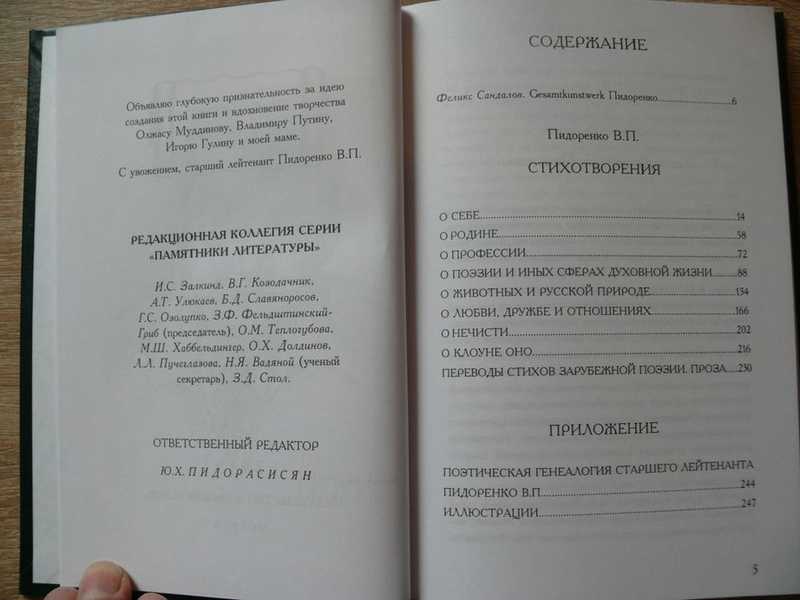 Объявляю глубокую признательность за идею
создания этой книги и вдохновение творчества
Олжасу Муддинову, Владимиру Путину,
Игорю Гулину и моей маме.
С увожением, старший лейтенант Пидоренко В.П.
РЕДАКЦИОННАЯ КОЛЛЕГИЯ СЕРИИ
«ПАМЯТНИКИ ЛИТЕРАТУРЫ»
И.С. Залкинд, В.Г. Козодачник,
А.Т. Улюкаев, Б.Д. Славяноросов,
Г.С. Озолупко, З.Ф. Фельдштинский-
Гриб (председатель), О.М. Теплогубова,
М.Ш. Хаббельдингер, О.Х. Долдинов,
Л.Л. Пучеглазова, Н.Я. Вадяной (ученый
секретарь), З.Д. Стол.
ОТВЕТСТВЕННЫЙ РЕДАКТОР
Ю.Х. ПИДОРАСИСЯН
СОДЕРЖАНИЕ
Феликс Сандалов. Gesamtkunstwerk Пидоренко 6
Пидоренко В.П.
СТИХОТВОРЕНИЯ
О СЕБЕ 14
О РОДИНЕ 58
О ПРОФЕССИИ 72
О ПОЭЗИИ И ИНЫХ СФЕРАХ ДУХОВНОЙ ЖИЗНИ 88
О ЖИВОТНЫХ И РУССКОЙ ПРИРОДЕ 134
О ЛЮБВИ, ДРУЖБЕ И ОТНОШЕНИЯХ 166
О НЕЧИСТИ 202
О КЛОУНЕ ОНО 216
ПЕРЕВОДЫ СТИХОВ ЗАРУБЕЖНОЙ ПОЭЗИИ. ПРОЗА 230
ПРИЛОЖЕНИЕ
ПОЭТИЧЕСКАЯ ГЕНЕАЛОГИЯ СТАРШЕГО ЛЕЙТЕНАНТА
ПИДОРЕНКО В.П. 244
ИЛЛЮСТРАЦИИ 247
5